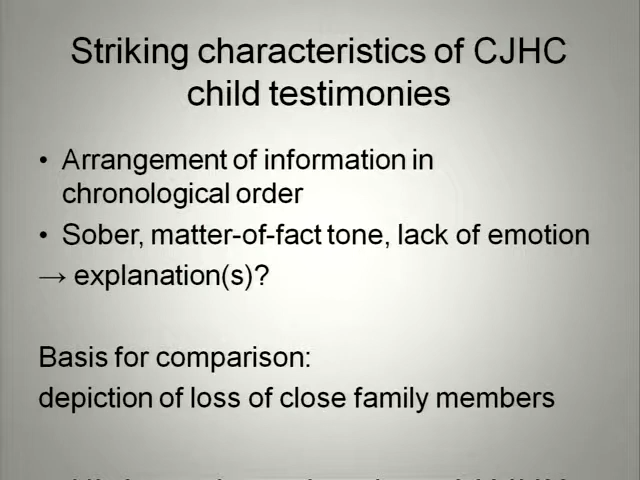 Striking characteristics of CJHC
child testimonies
• Arrangement of information in
chronological order
• Sober, matter-of-fact tone, lack of emotion
→ explanation(s)?
Basis for comparison:
depiction of loss of close family members